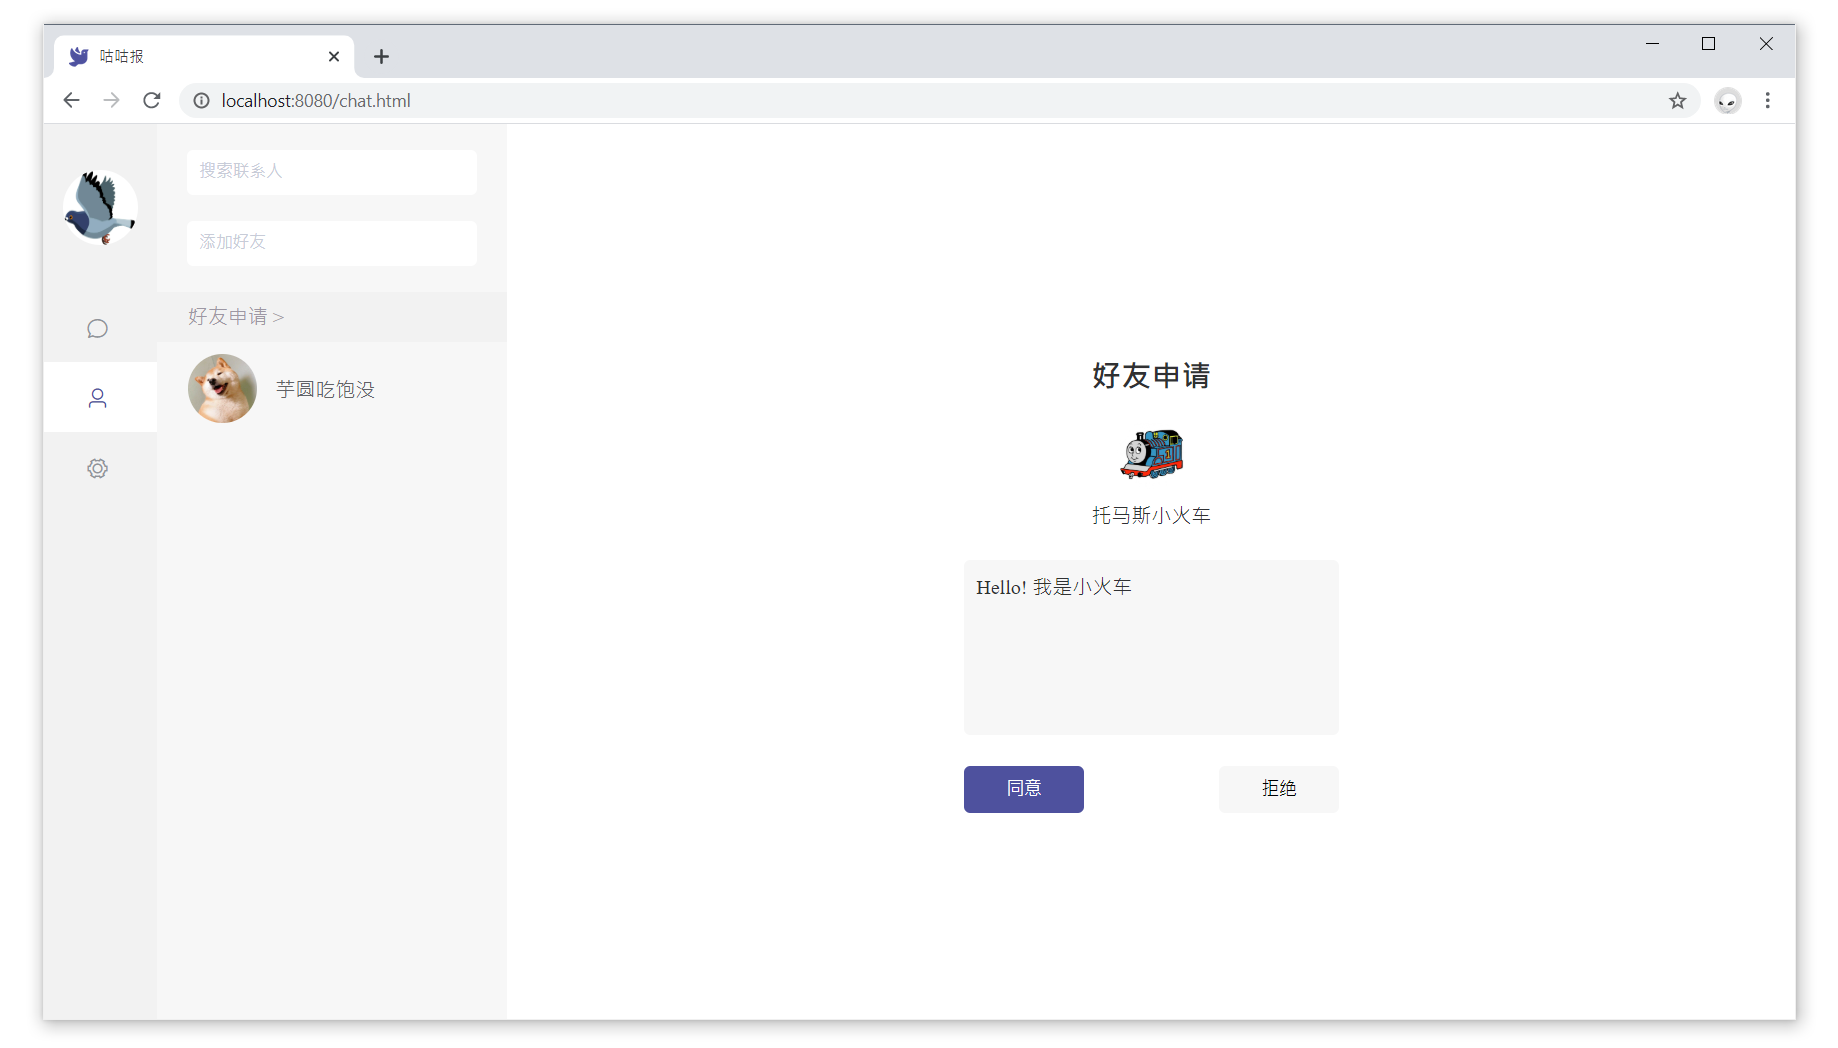 咕咕报
localhost:8080/chat.html
搜索联系人
添加好友
好友申请 >
芋圆吃饱没
好友申请
托马斯小火车
Hello! 我是小火车
同意
拒绝